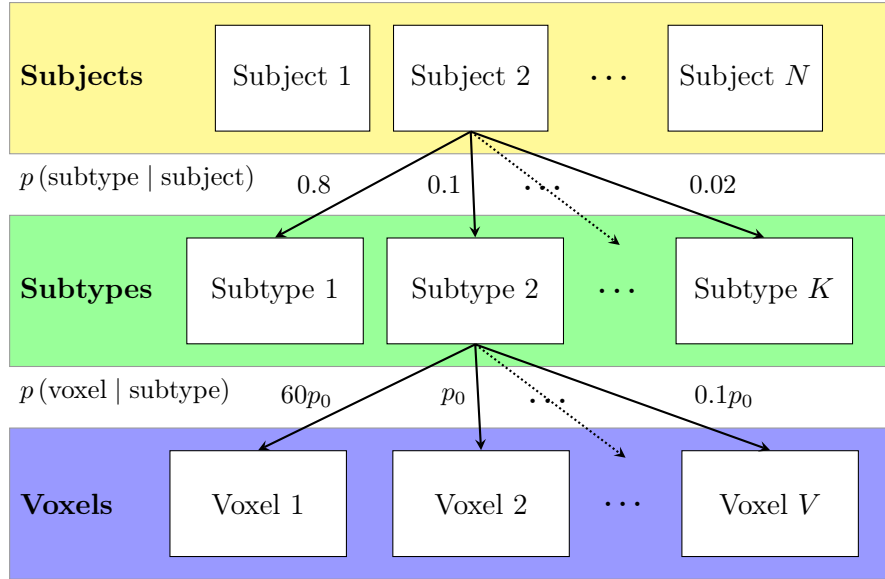 Subjects Subject 1 Subject 2 ... Subject N
p (subtype | subject) 0.8 0.1 ... 0.02
Subtypes Subtype 1 Subtype 2 ... Subtype K
p (voxel | subtype) 60p₀ p₀ ... 0.1p₀
Voxels Voxel 1 Voxel 2 ... Voxel V